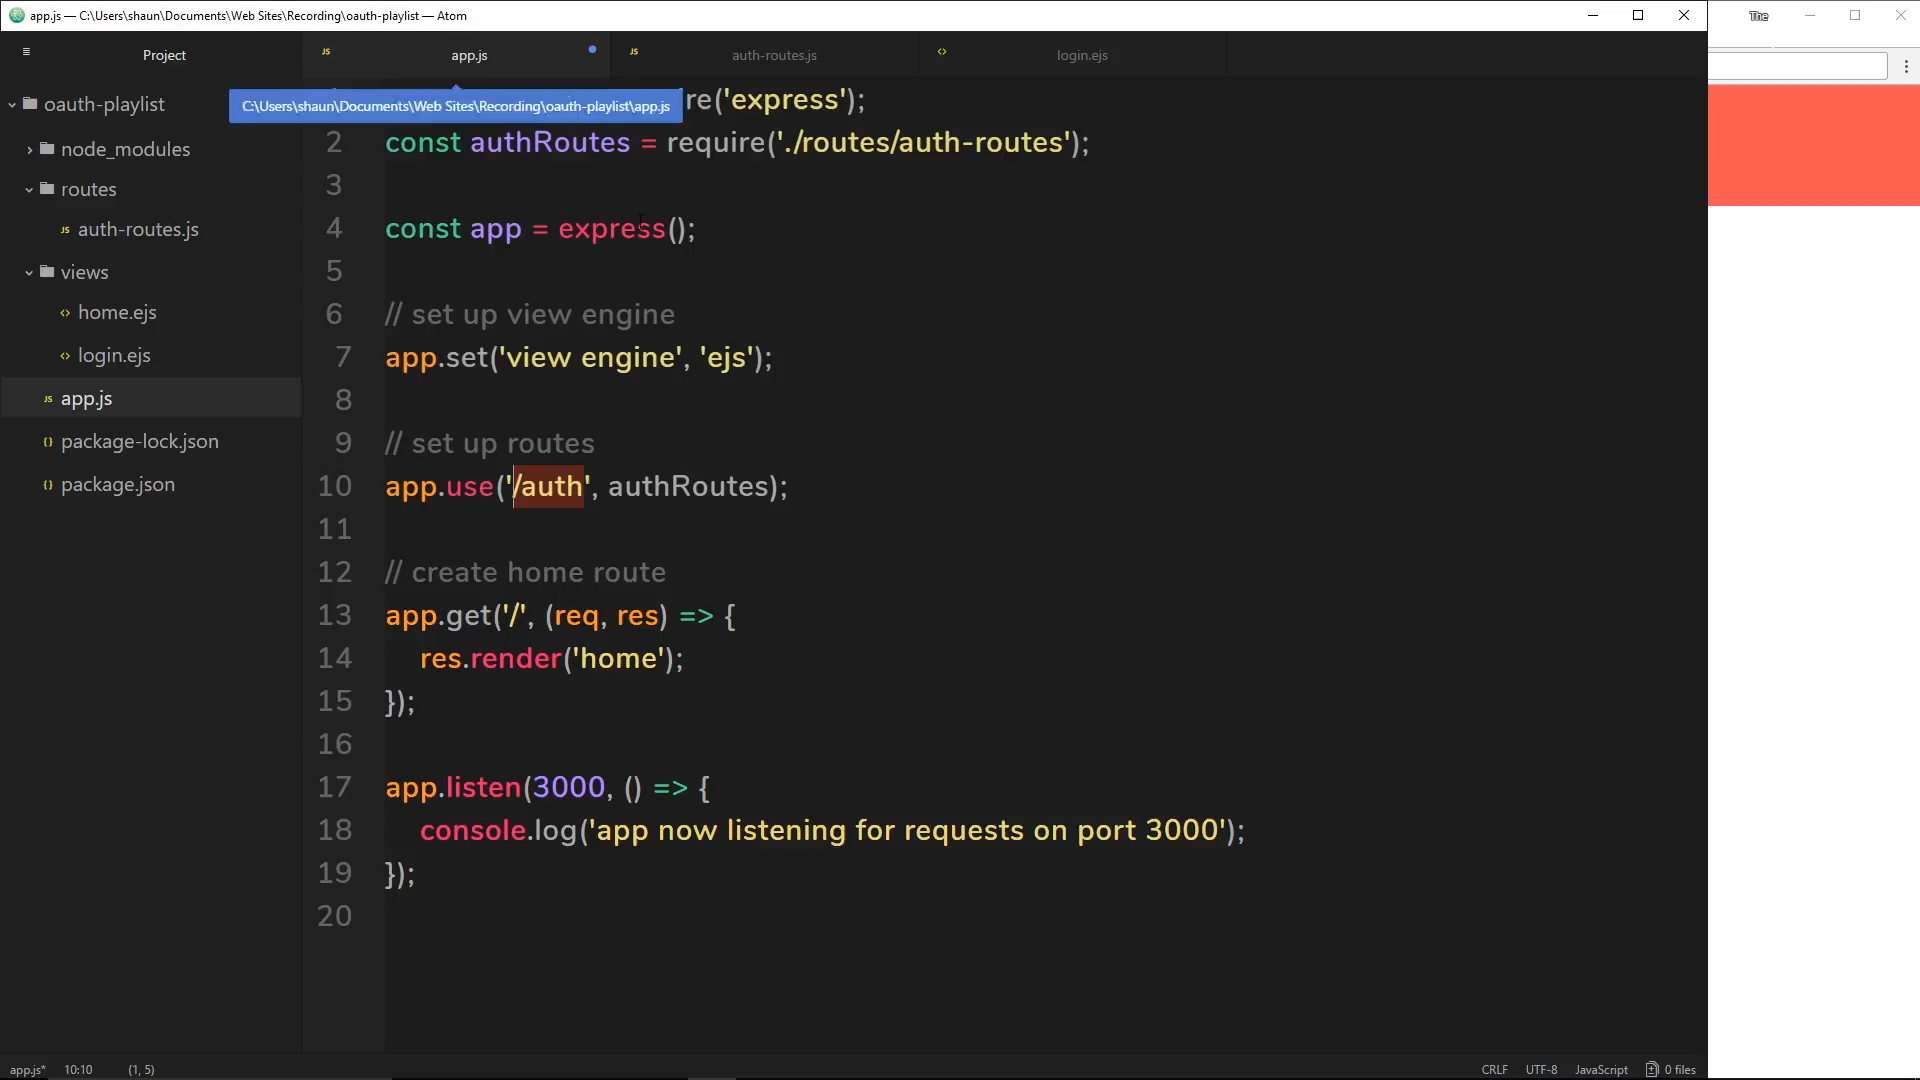 app.js — C:\Users\shaun\Documents\Web Sites\Recording\oauth-playlist — Atom
The
Project
JS app.js
JS auth-routes.js
<> login.ejs
oauth-playlist
node_modules
routes
JS auth-routes.js
views
<> home.ejs
<> login.ejs
JS app.js
{} package-lock.json
{} package.json
C:\Users\shaun\Documents\Web Sites\Recording\oauth-playlist\app.js
re('express');
2 const authRoutes = require('./routes/auth-routes');
3
4 const app = express();
5
6 // set up view engine
7 app.set('view engine', 'ejs');
8
9 // set up routes
10 app.use('/auth', authRoutes);
11
12 // create home route
13 app.get('/', (req, res) => {
14 res.render('home');
15 });
16
17 app.listen(3000, () => {
18 console.log('app now listening for requests on port 3000');
19 });
20
app.js* 10:10 (1, 5)
CRLF UTF-8 JavaScript 0 files